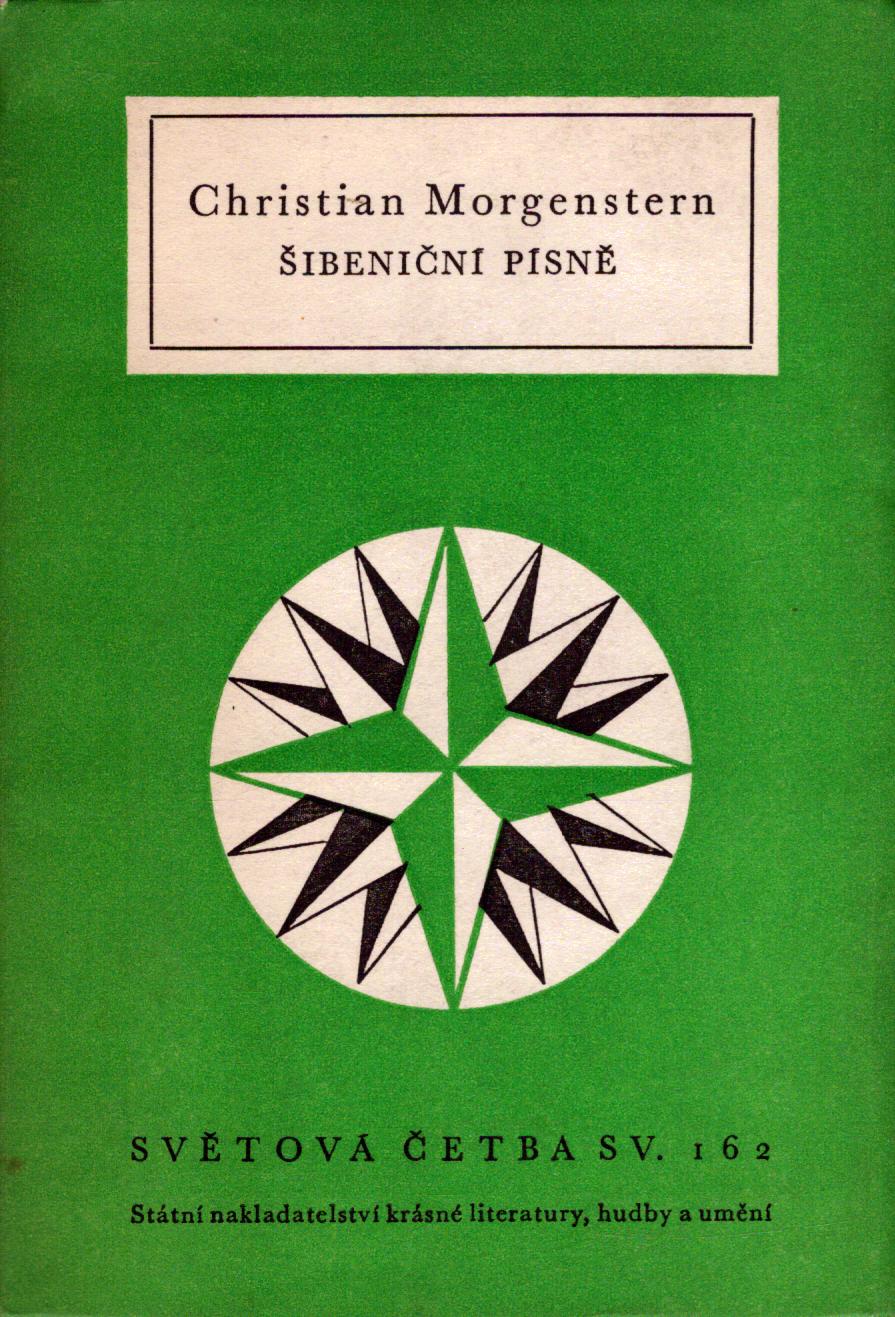 Christian Morgenstern
ŠIBENIČNÍ PÍSNĚ
SVĚTOVÁ ČETBA SV. 162
Státní nakladatelství krásné literatury, hudby a umění